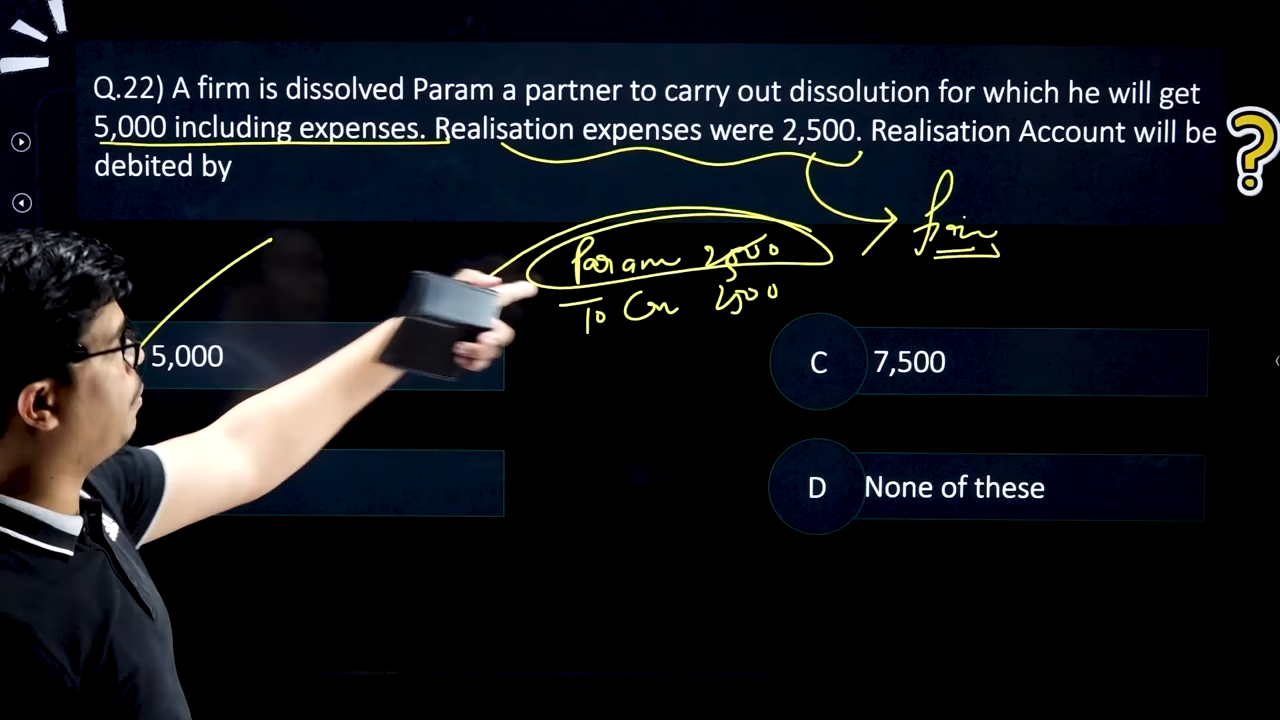 Q.22) A firm is dissolved Param a partner to carry out dissolution for which he will get
5,000 including expenses. Realisation expenses were 2,500. Realisation Account will be
debited by
?
firm
Param 2500
To 2500
5,000
C 7,500
D None of these